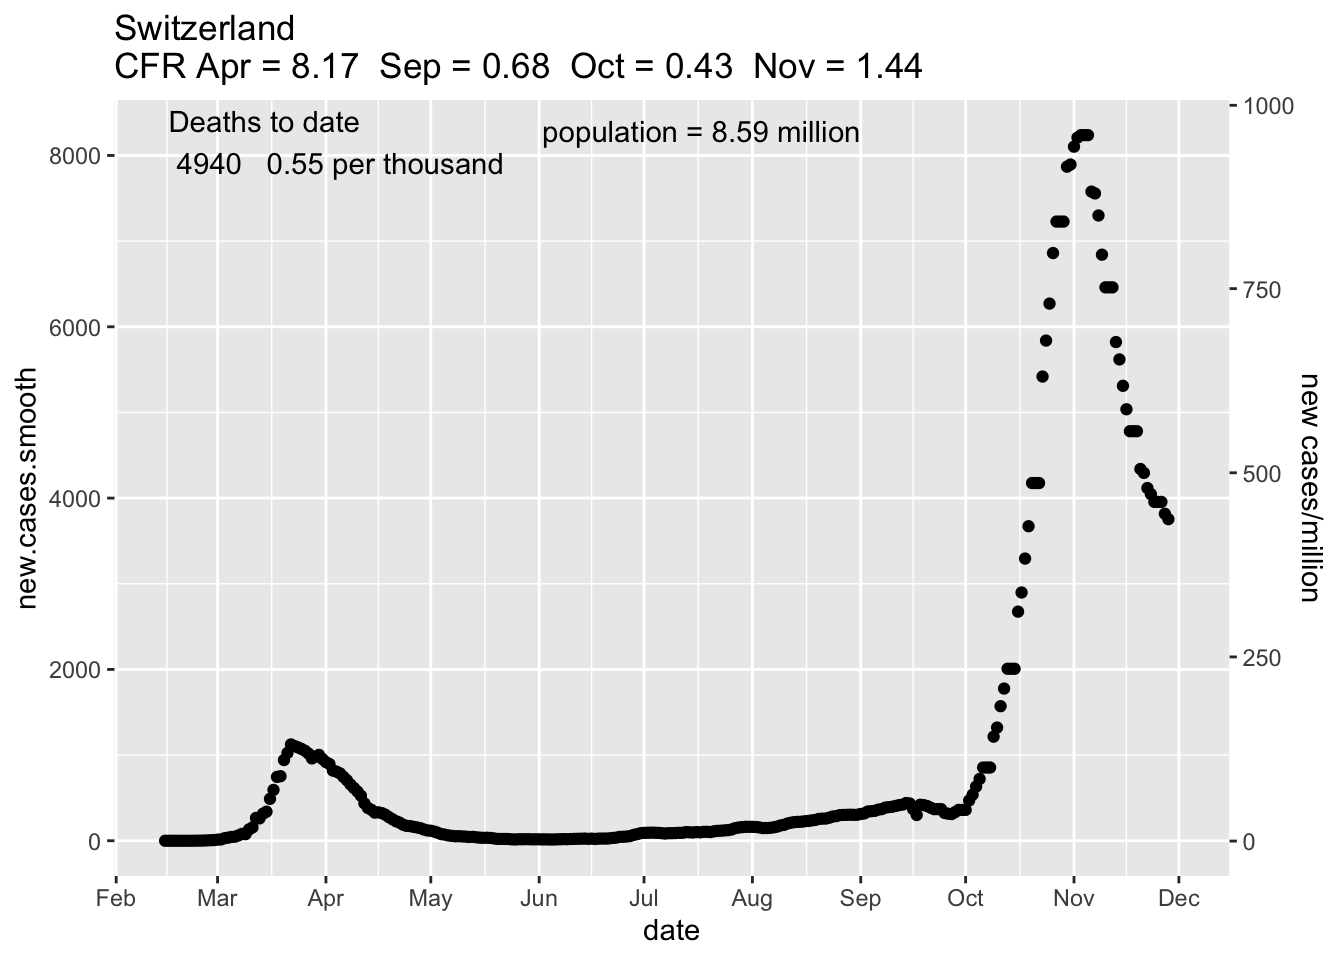 Switzerland
CFR Apr = 8.17  Sep = 0.68  Oct = 0.43  Nov = 1.44
Deaths to date
4940   0.55 per thousand
population = 8.59 million
new.cases.smooth
8000
6000
4000
2000
0
1000
750
500
250
0
new cases/million
Feb Mar Apr May Jun Jul Aug Sep Oct Nov Dec
date